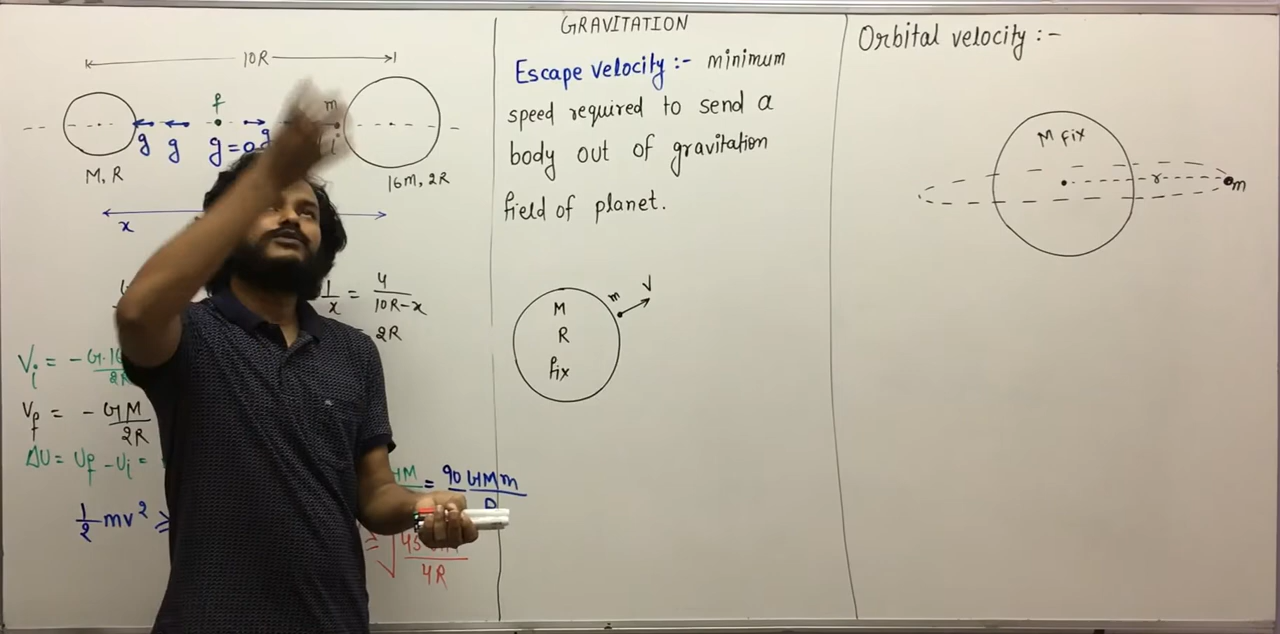 GRAVITATION
10R
f
m
g
g
g=0
g
i
M, R
16M, 2R
x
1/x = 4/(10R-x)
2R
V_i =
V_f = - GM/2R
ΔU = U_f - U_i =
1/2 mv² ≥
= 90 GMm
4R
Escape velocity :- minimum
speed required to send a
body out of gravitation
field of planet.
M
R
fix
m
V
Orbital velocity :-
M fix
r
m